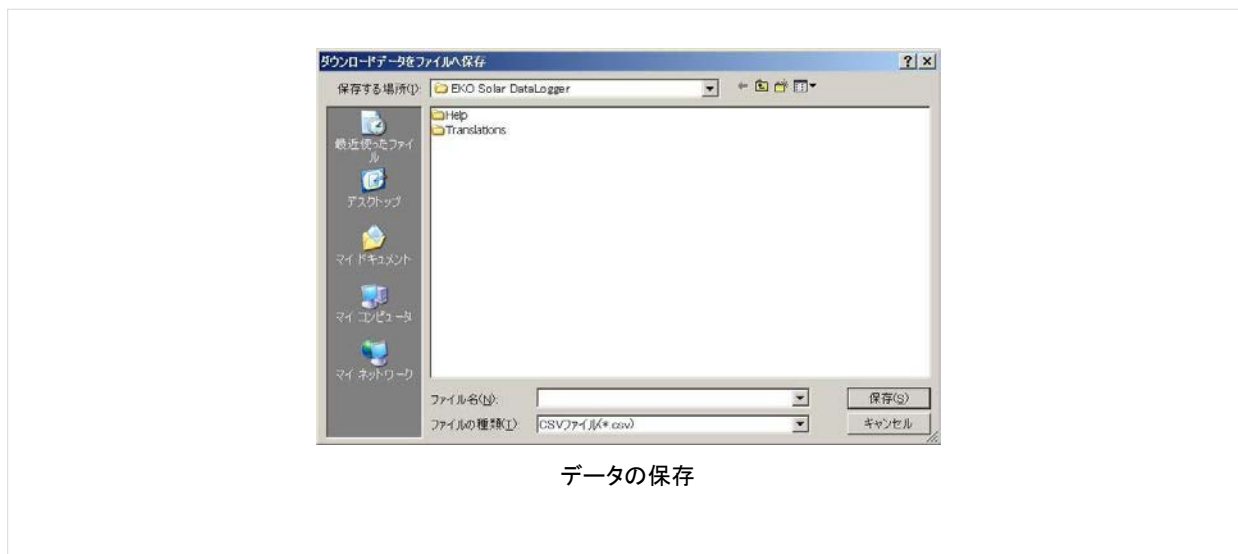 ダウンロードデータをファイルへ保存
保存する場所(I):
EKO Solar DataLogger
Help
Translations
最近使ったファイ
ル
デスクトップ
マイ ドキュメント
マイ コンピュータ
マイ ネットワーク
ファイル名(N):
保存(S)
ファイルの種類(T):
CSVファイル(*.csv)
キャンセル
データの保存